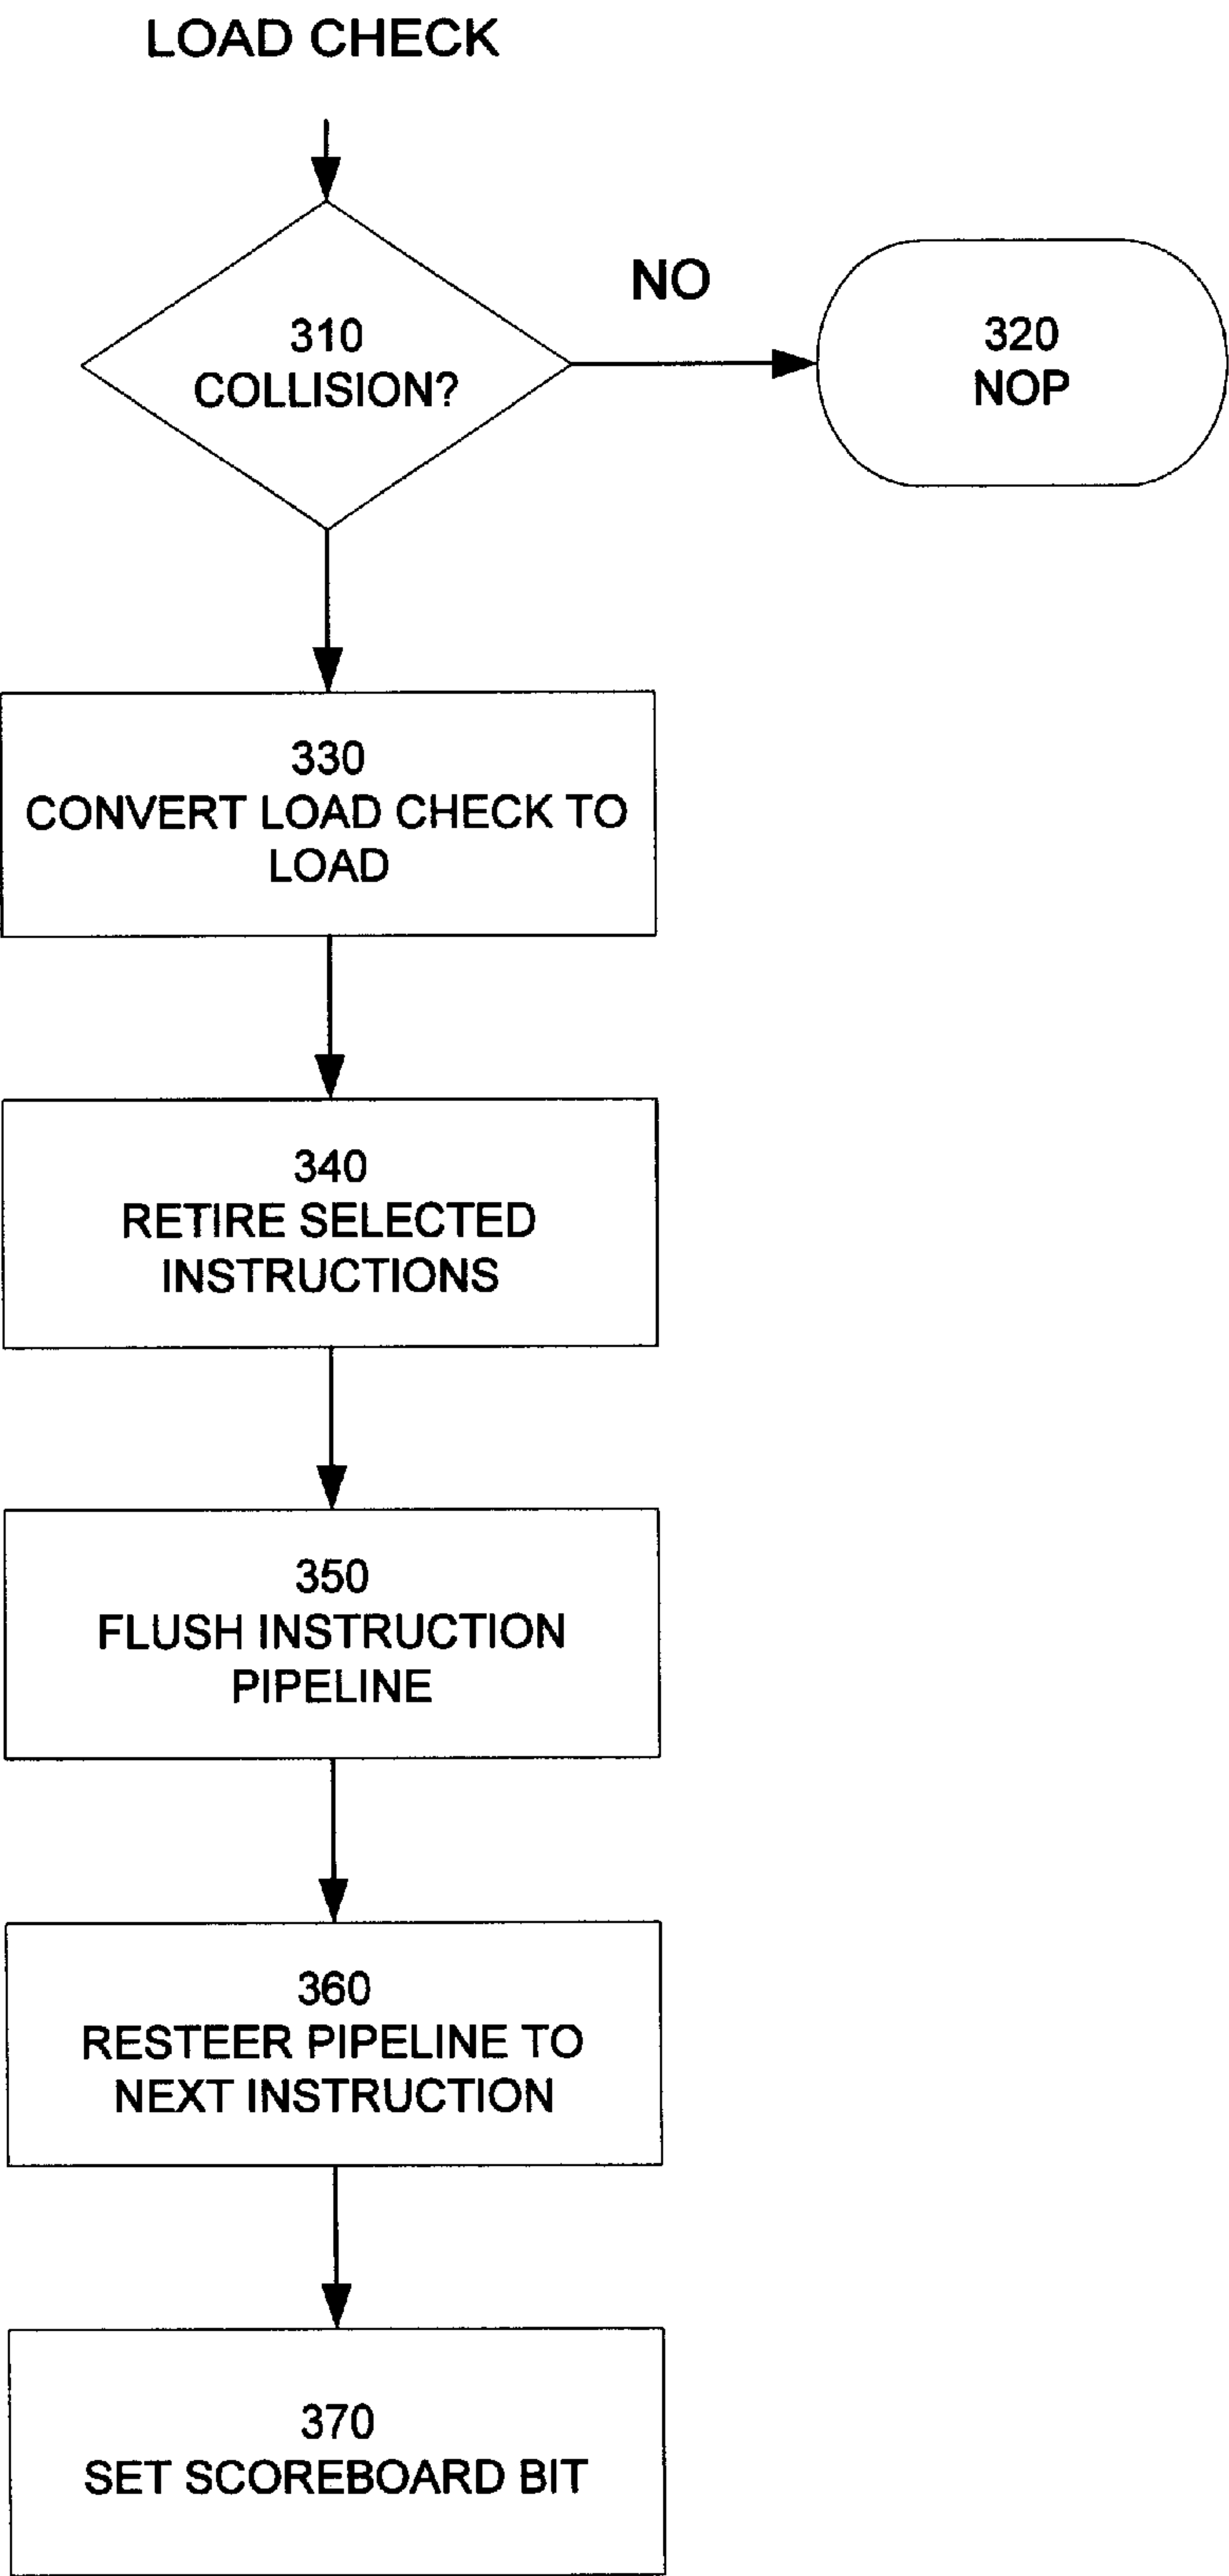 LOAD CHECK
310
COLLISION?
NO
320
NOP
330
CONVERT LOAD CHECK TO
LOAD
340
RETIRE SELECTED
INSTRUCTIONS
350
FLUSH INSTRUCTION
PIPELINE
360
RESTEER PIPELINE TO
NEXT INSTRUCTION
370
SET SCOREBOARD BIT